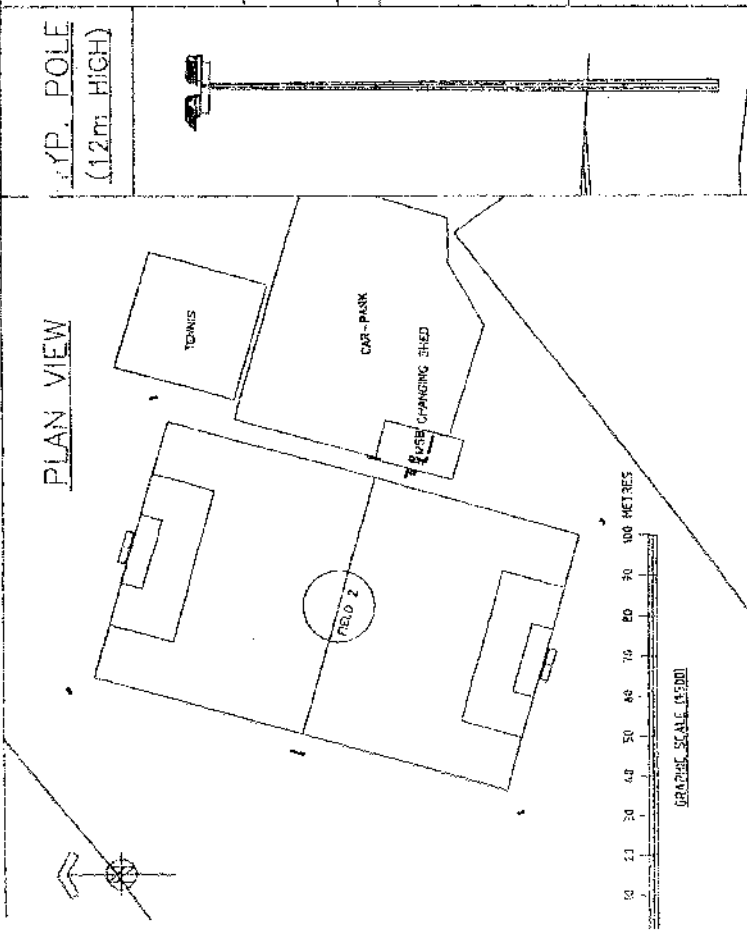 TYP. POLE
(12m HIGH)
PLAN VIEW
TENNIS
CAR-PARK
CHANGING SHED
FIELD 2
100 METRES
90
80
70
60
50
40
30
20
10
GRAPHIC SCALE (1:500)